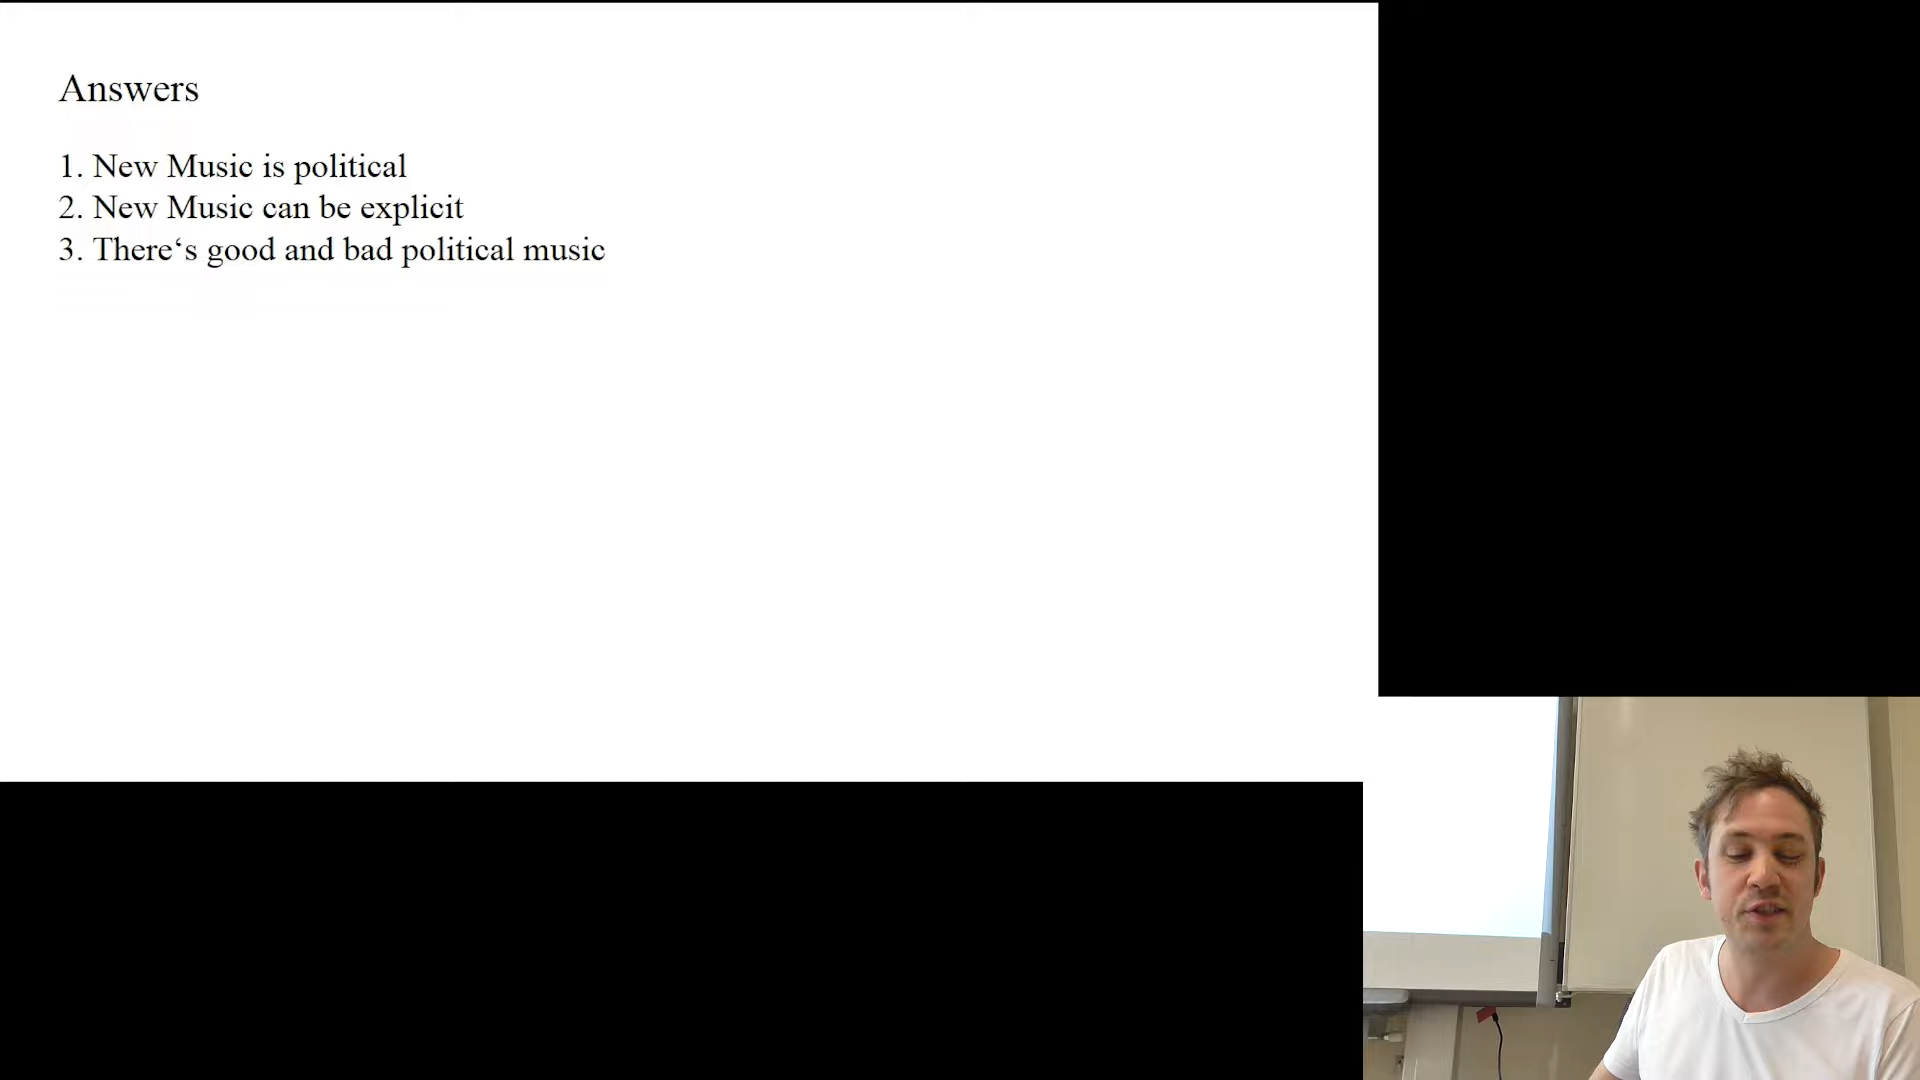 Answers
1. New Music is political
2. New Music can be explicit
3. There‘s good and bad political music